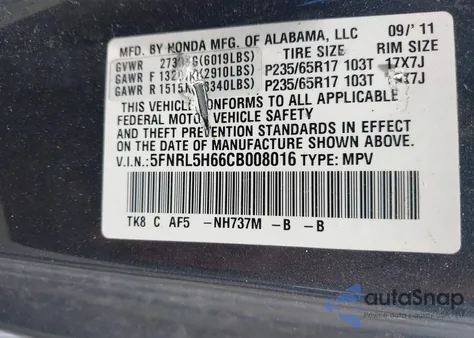 MFD. BY HONDA MFG. OF ALABAMA, LLC 09/'11
GVWR (6019LBS) TIRE SIZE RIM SIZE
GAWR F (2910LBS) P235/65R17 103T 17X7J
GAWR R 340LBS) P235/65R17 103T 17X7J
THIS VEHICLE CONFORMS TO ALL APPLICABLE
FEDERAL MOTOR VEHICLE SAFETY
AND THEFT PREVENTION STANDARDS IN EFFECT
ON THE DATE OF MANUFACTURE SHOWN ABOVE.
V.I.N.: 5FNRL5H66CB008016 TYPE: MPV
TK8 C AF5 -NH737M -B -B
autoSnap